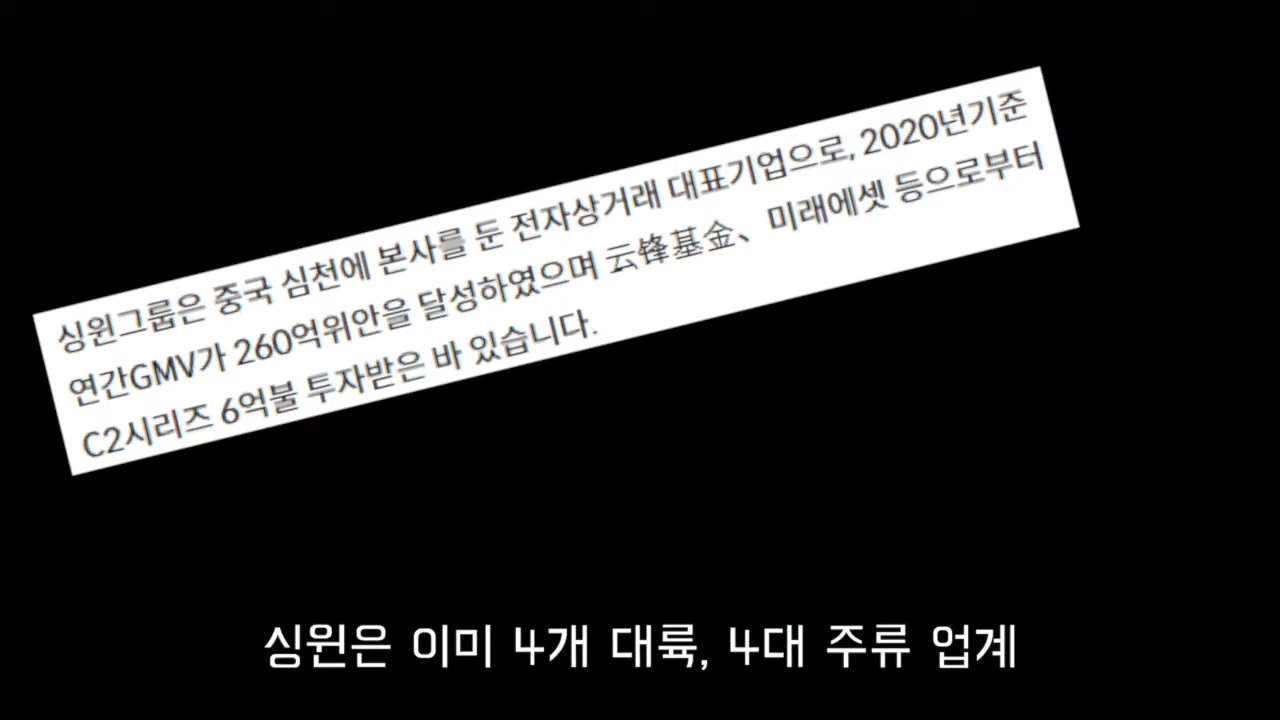 싱윈그룹은 중국 심천에 본사를 둔 전자상거래 대표기업으로, 2020년기준
연간GMV가 260억위안을 달성하였으며 云锋基金、미래에셋 등으로부터
C2시리즈 6억불 투자받은 바 있습니다.
싱윈은 이미 4개 대륙, 4대 주류 업계